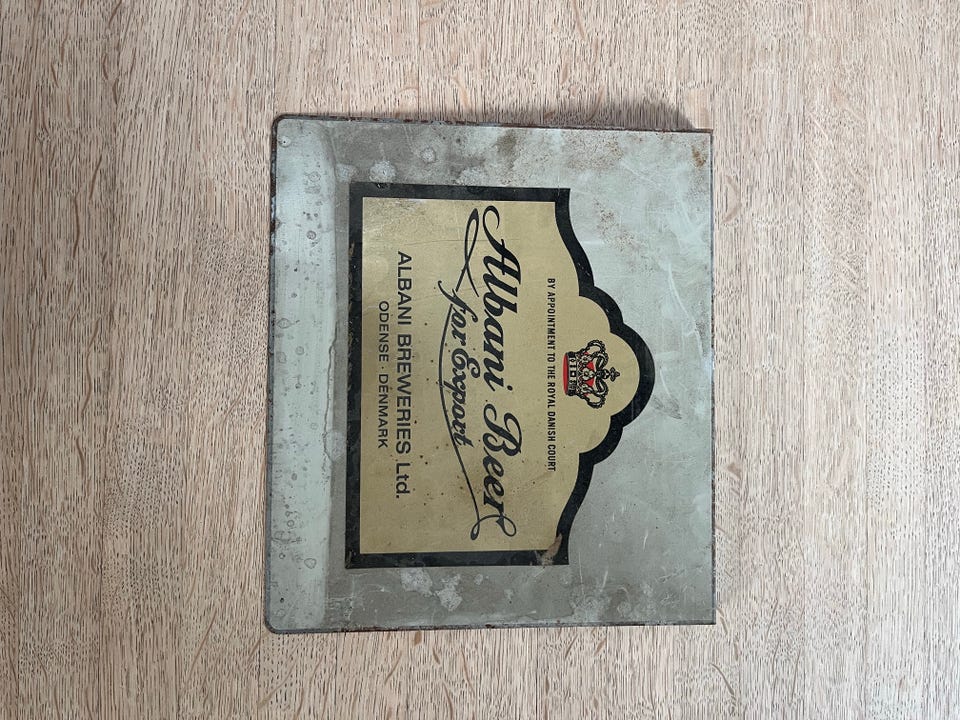 BY APPOINTMENT TO THE ROYAL DANISH COURT
Albani Beer
for Export
ALBANI BREWERIES Ltd.
ODENSE · DENMARK